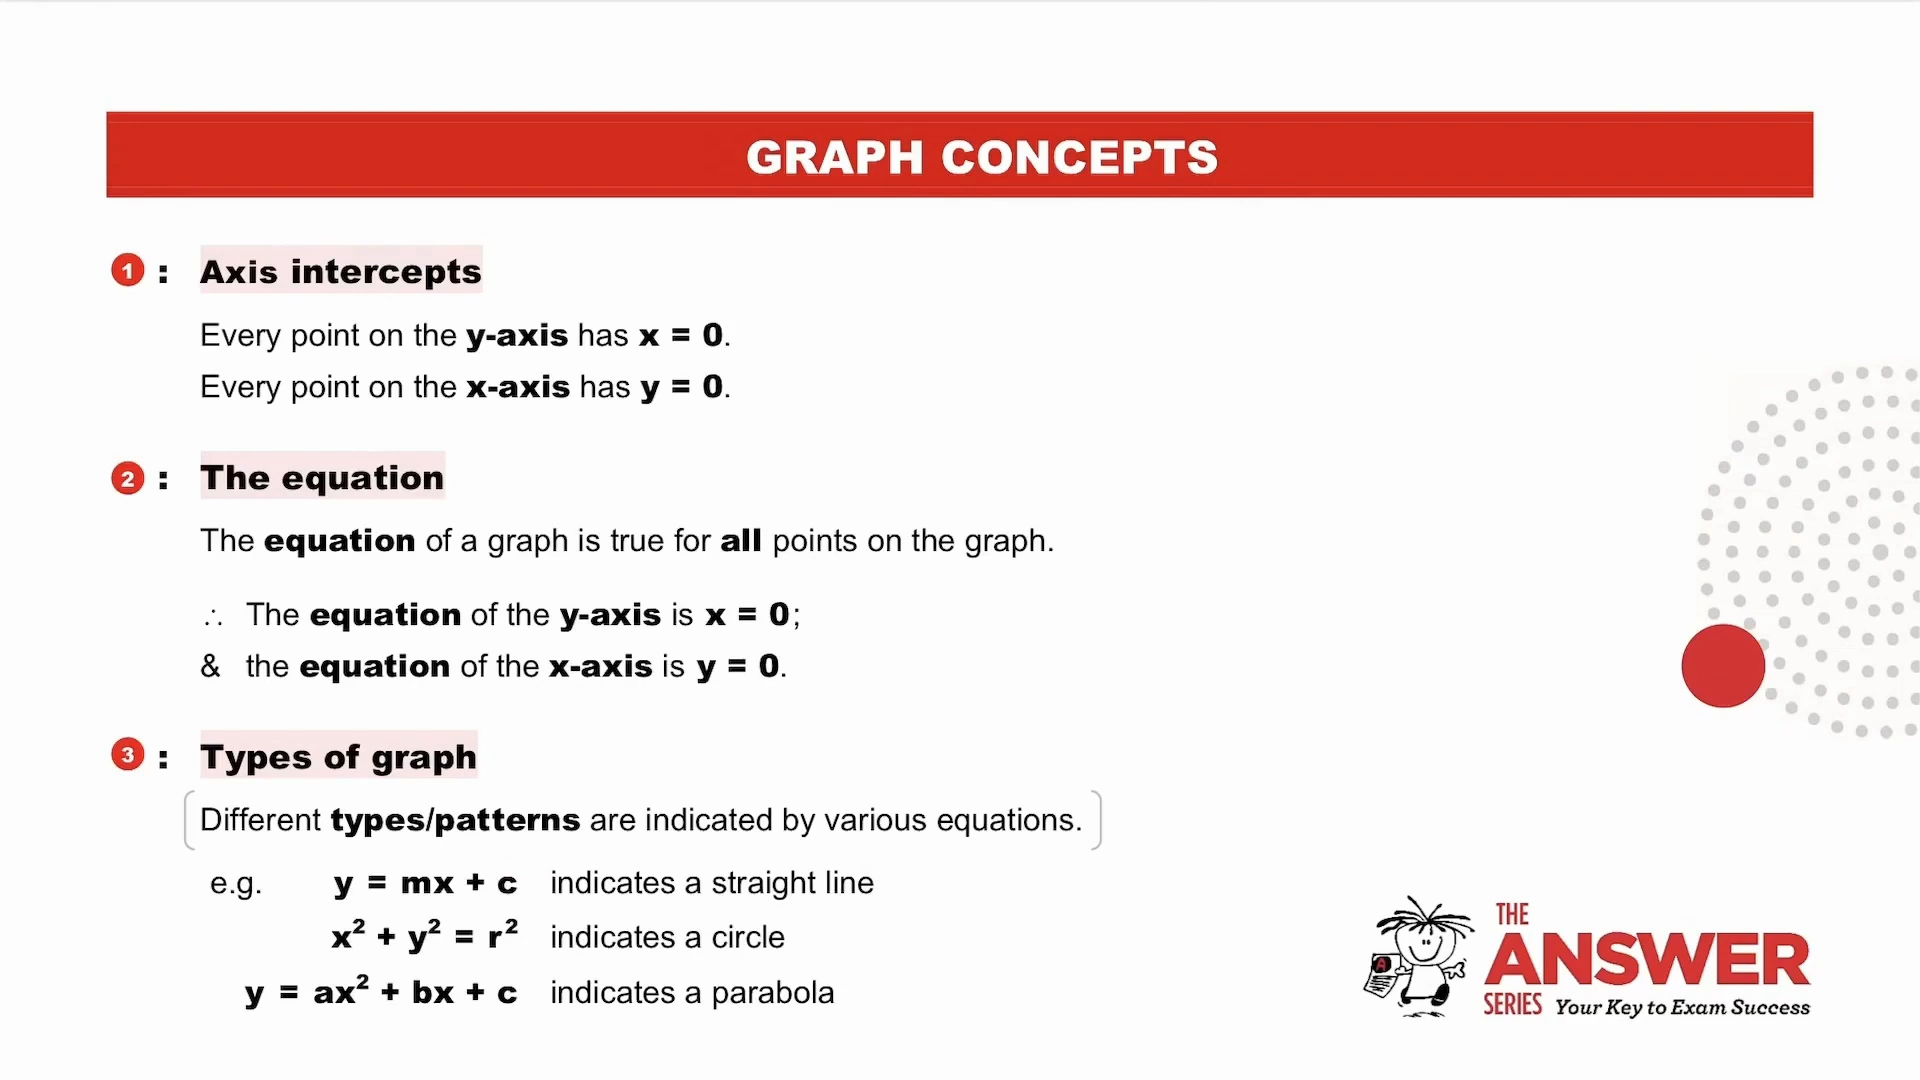 GRAPH CONCEPTS
1 : Axis intercepts
Every point on the y-axis has x = 0.
Every point on the x-axis has y = 0.
2 : The equation
The equation of a graph is true for all points on the graph.
∴ The equation of the y-axis is x = 0;
& the equation of the x-axis is y = 0.
3 : Types of graph
Different types/patterns are indicated by various equations.
e.g. y = mx + c indicates a straight line
x² + y² = r² indicates a circle
y = ax² + bx + c indicates a parabola
A
THE
ANSWER
SERIES Your Key to Exam Success